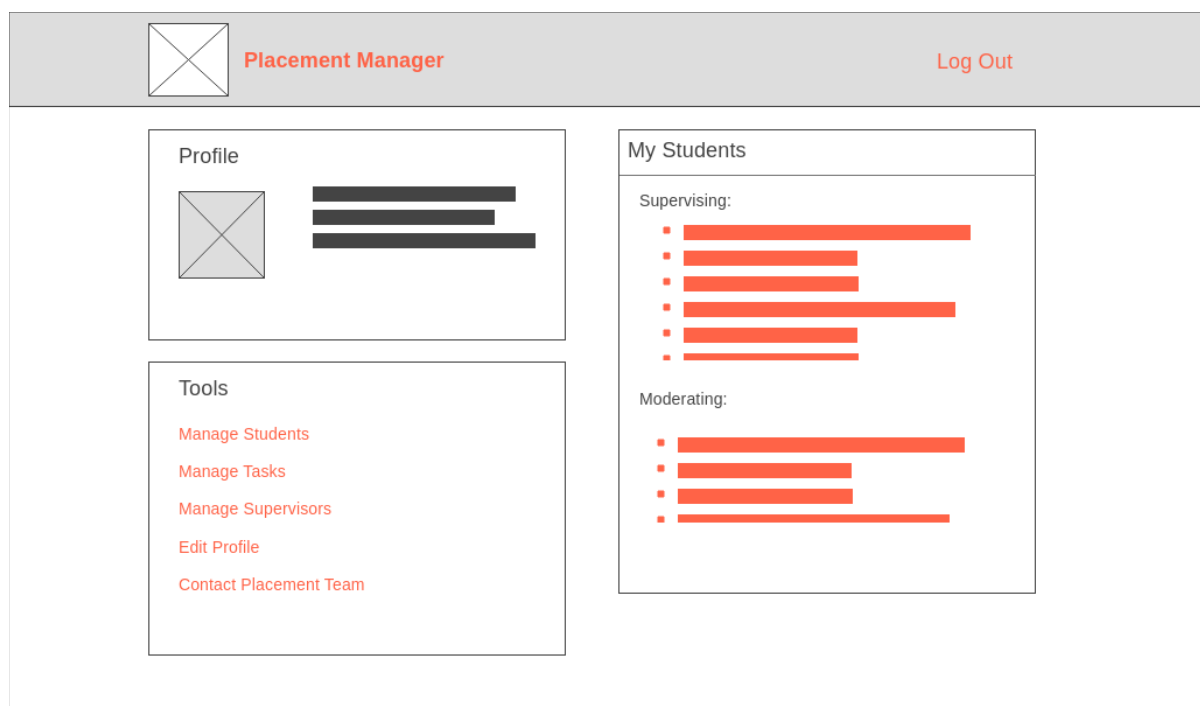 Placement Manager
Log Out
Profile
Tools
Manage Students
Manage Tasks
Manage Supervisors
Edit Profile
Contact Placement Team
My Students
Supervising:
Moderating: